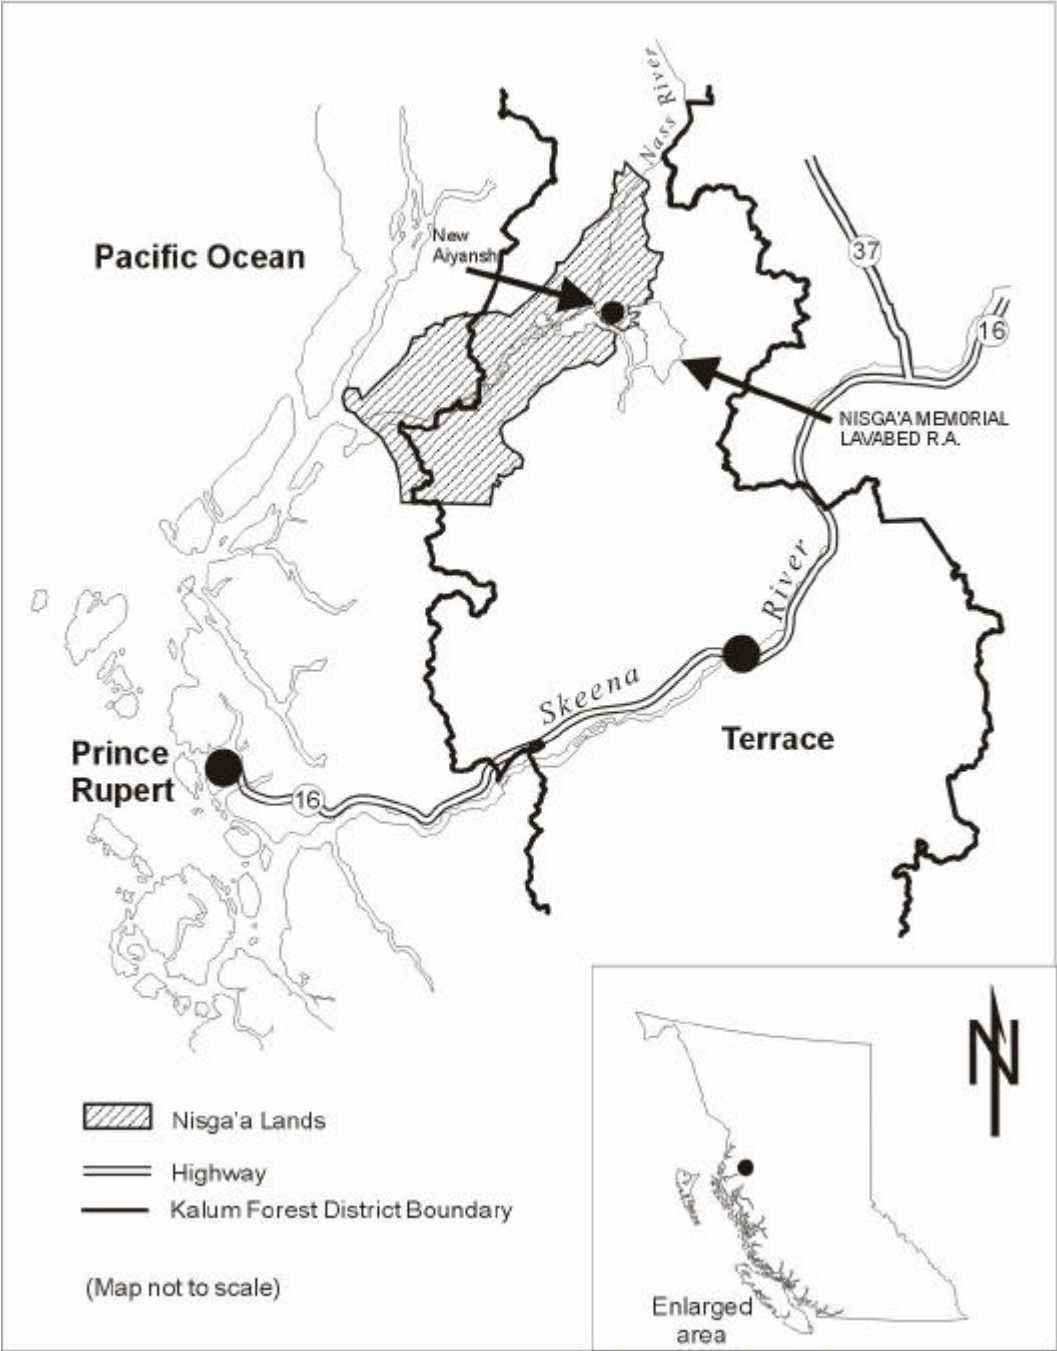 Nass River
37
New
Aiyansh
Pacific Ocean
16
NISGA'A MEMORIAL
LAVABED R.A.
Skeena River
Terrace
Prince
Rupert
16
N
Nisga'a Lands
Highway
Kalum Forest District Boundary
(Map not to scale)
Enlarged
area